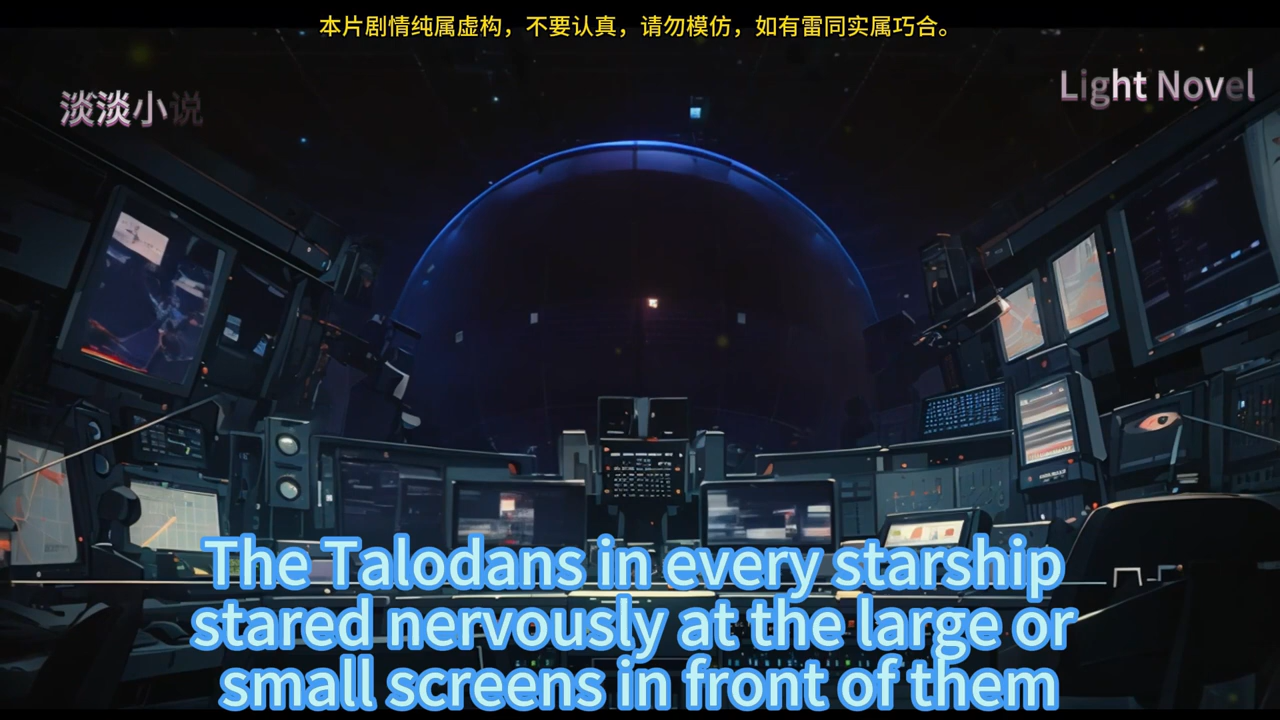 本片剧情纯属虚构，不要认真，请勿模仿，如有雷同实属巧合。
淡淡小说
Light Novel
The Talodans in every starship
stared nervously at the large or
small screens in front of them